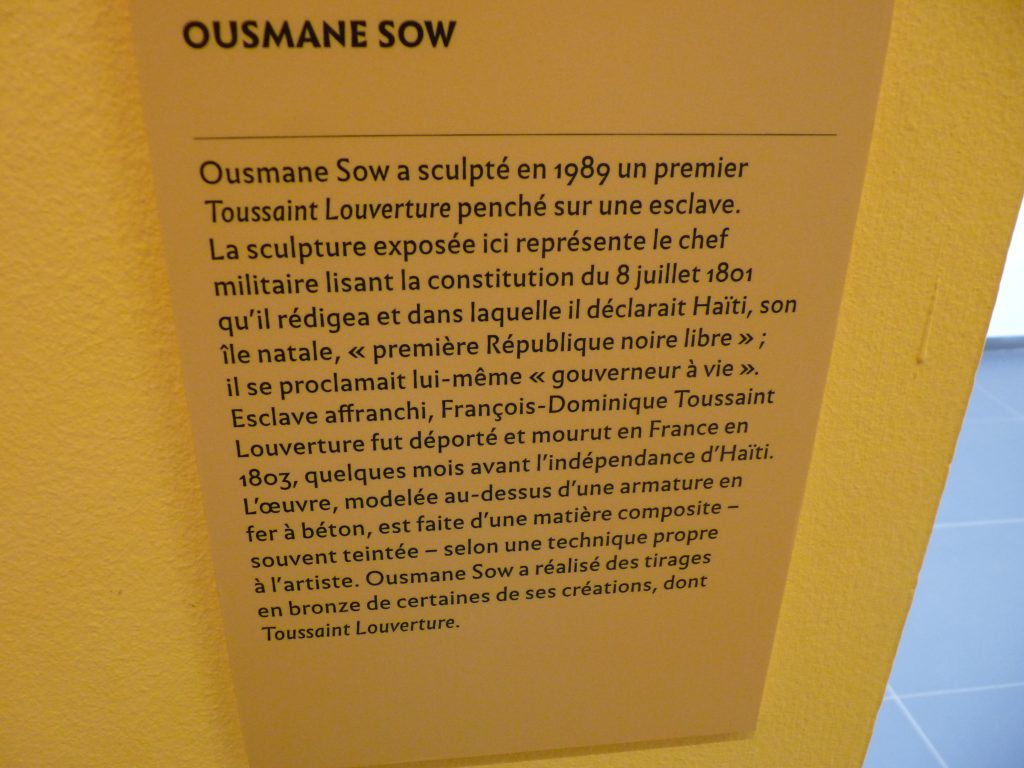 OUSMANE SOW
Ousmane Sow a sculpté en 1989 un premier
Toussaint Louverture penché sur une esclave.
La sculpture exposée ici représente le chef
militaire lisant la constitution du 8 juillet 1801
qu'il rédigea et dans laquelle il déclarait Haïti, son
île natale, « première République noire libre » ;
il se proclamait lui-même « gouverneur à vie ».
Esclave affranchi, François-Dominique Toussaint
Louverture fut déporté et mourut en France en
1803, quelques mois avant l'indépendance d'Haïti.
L'œuvre, modelée au-dessus d'une armature en
fer à béton, est faite d'une matière composite –
souvent teintée – selon une technique propre
à l'artiste. Ousmane Sow a réalisé des tirages
en bronze de certaines de ses créations, dont
Toussaint Louverture.